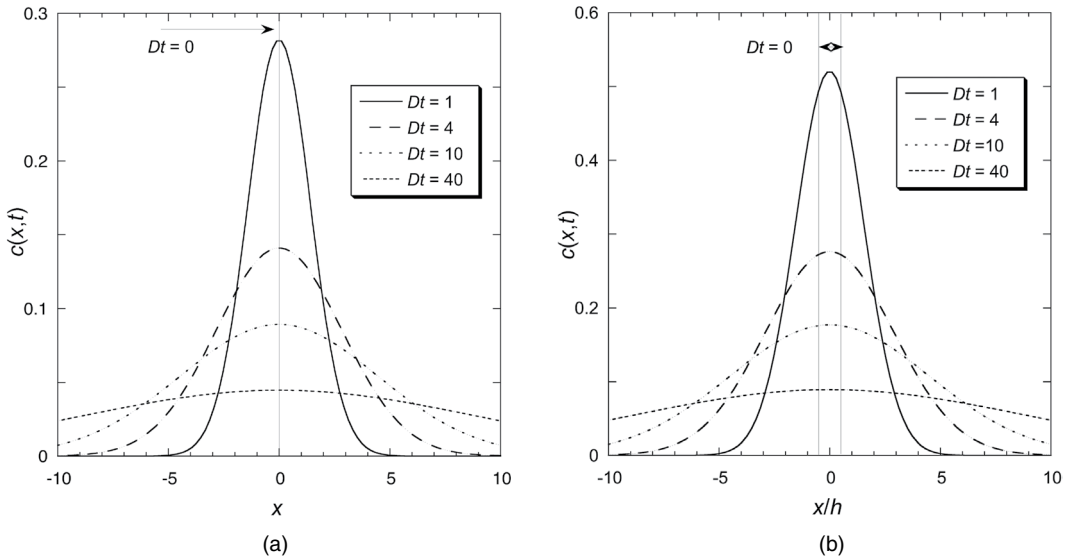 0.3
Dt = 0
Dt = 1
Dt = 4
Dt = 10
Dt = 40
0.2
c(x,t)
0.1
0
-10
-5
0
5
10
x
(a)
0.6
Dt = 0
Dt = 1
Dt = 4
Dt =10
Dt = 40
0.4
c(x,t)
0.2
0
-10
-5
0
5
10
x/h
(b)